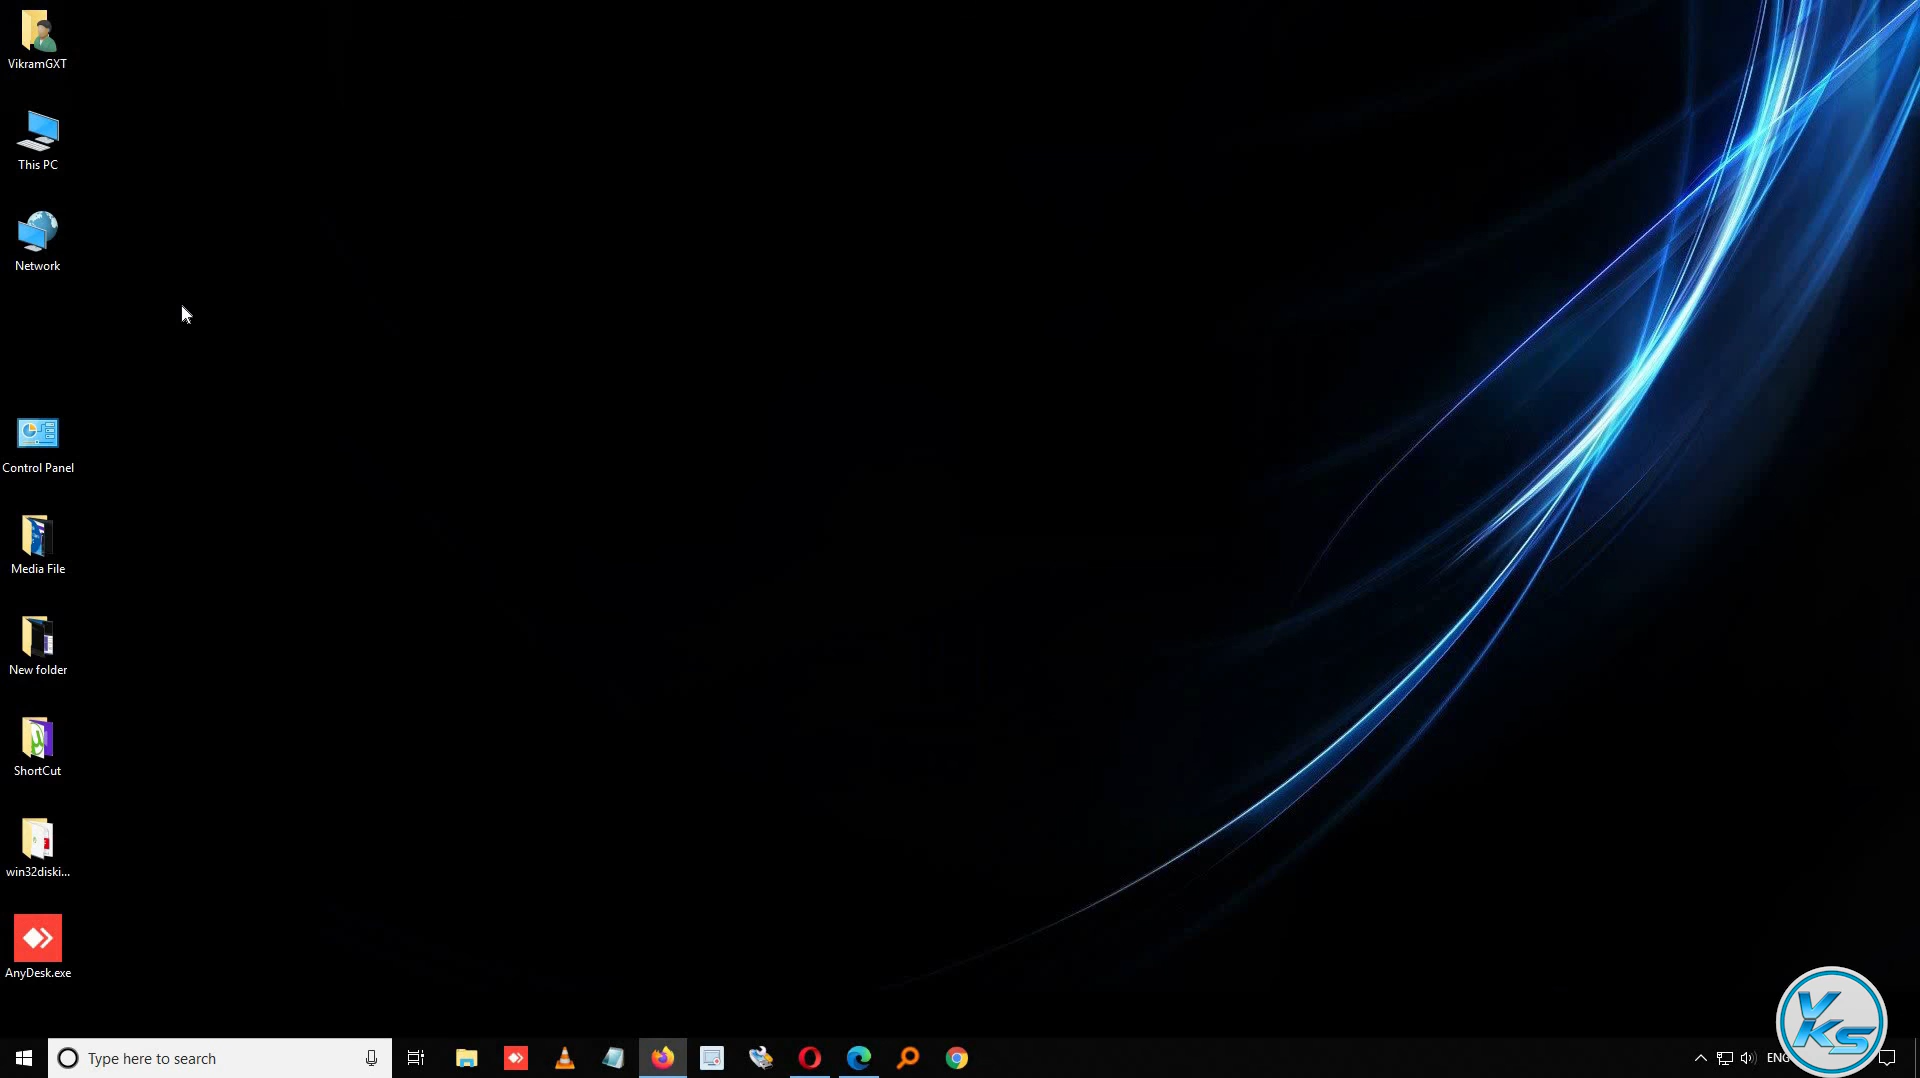 VikramGXT
This PC
Network
Control Panel
Media File
New folder
ShortCut
win32diski...
AnyDesk.exe
Type here to search
ENG
VKS